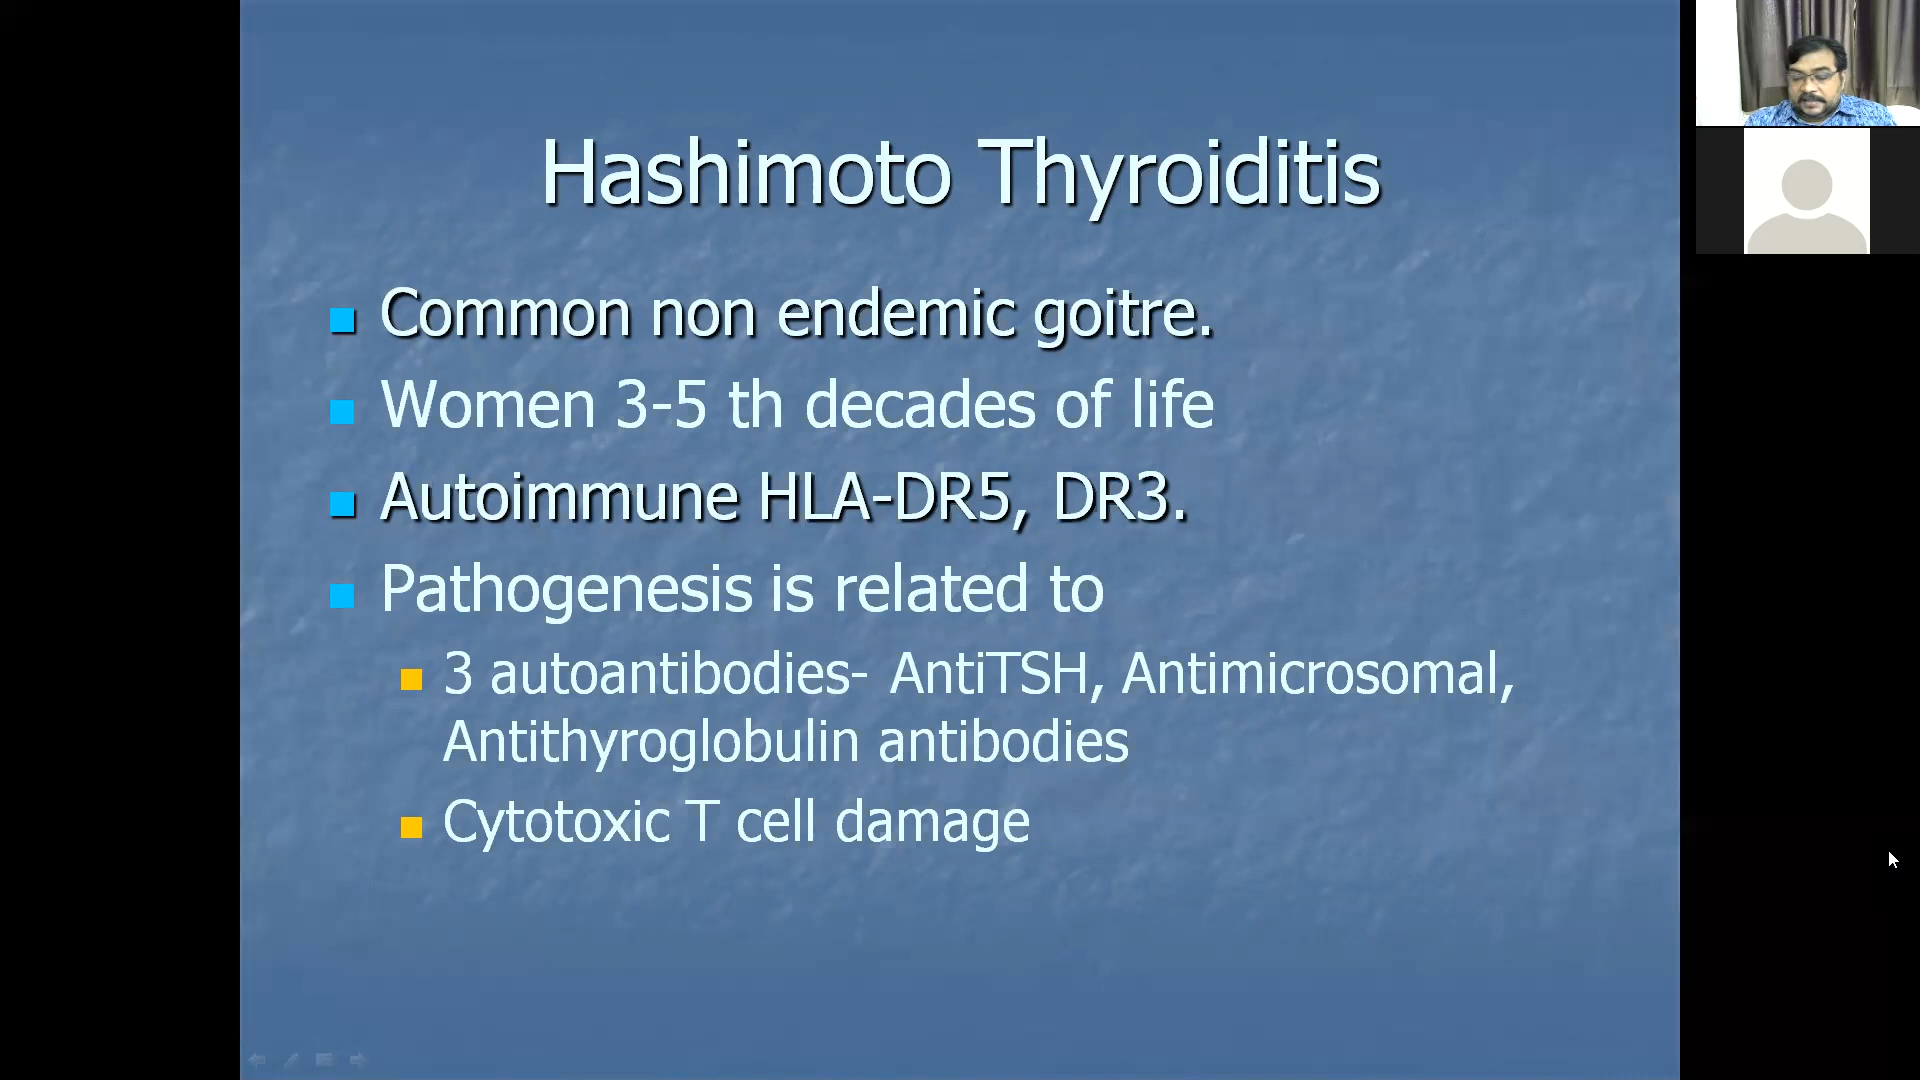 Hashimoto Thyroiditis
Common non endemic goitre.
Women 3-5 th decades of life
Autoimmune HLA-DR5, DR3.
Pathogenesis is related to
3 autoantibodies- AntiTSH, Antimicrosomal,
Antithyroglobulin antibodies
Cytotoxic T cell damage